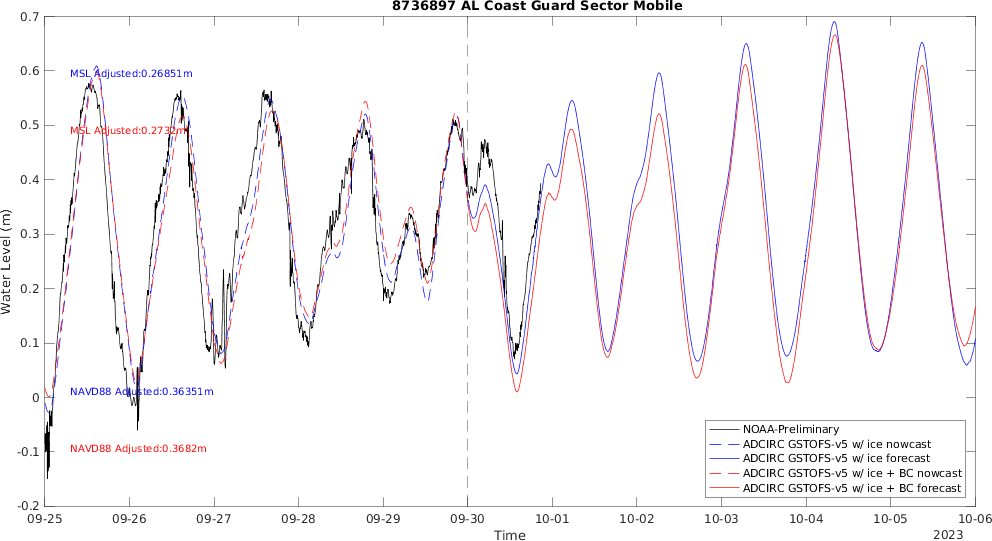 8736897 AL Coast Guard Sector Mobile
Water Level (m)
0.7
0.6
0.5
0.4
0.3
0.2
0.1
0
-0.1
-0.2
MSL Adjusted:0.26851m
MSL Adjusted:0.2732m
NAVD88 Adjusted:0.36351m
NAVD88 Adjusted:0.3682m
NOAA-Preliminary
ADCIRC GSTOFS-v5 w/ ice nowcast
ADCIRC GSTOFS-v5 w/ ice forecast
ADCIRC GSTOFS-v5 w/ ice + BC nowcast
ADCIRC GSTOFS-v5 w/ ice + BC forecast
09-25 09-26 09-27 09-28 09-29 09-30 10-01 10-02 10-03 10-04 10-05 10-06
Time
2023